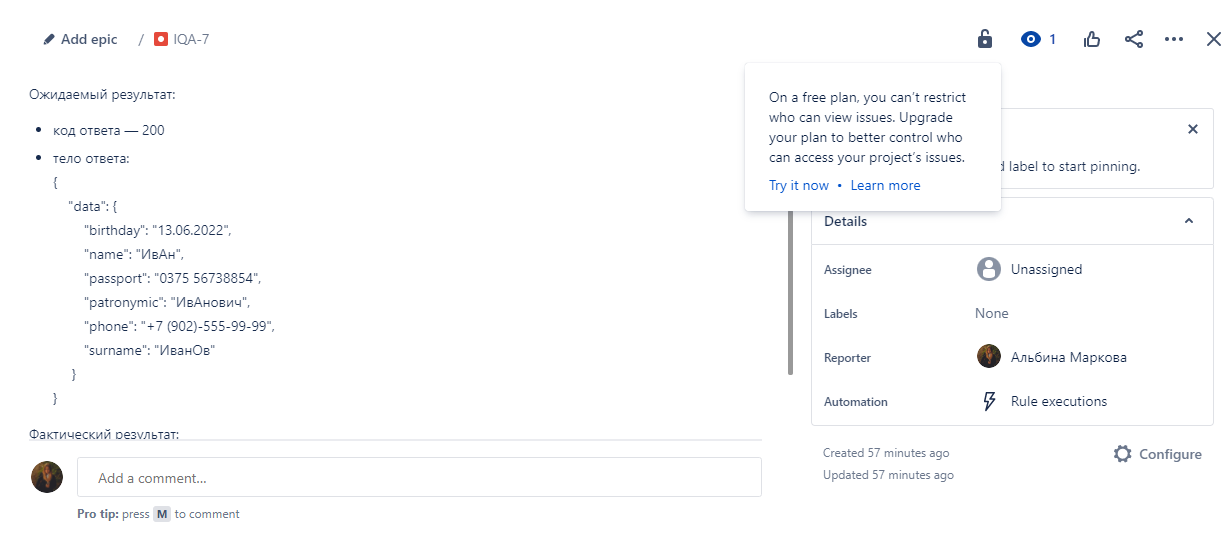 Add epic / IQA-7
1
Ожидаемый результат:
код ответа — 200
тело ответа:
{
"data": {
"birthday": "13.06.2022",
"name": "ИвАн",
"passport": "0375 56738854",
"patronymic": "ИвАнович",
"phone": "+7 (902)-555-99-99",
"surname": "ИванОв"
}
}
Фактический результат:
Add a comment...
Pro tip: press M to comment
On a free plan, you can't restrict
who can view issues. Upgrade
your plan to better control who
can access your project's issues.
Try it now • Learn more
label to start pinning.
Details
Assignee Unassigned
Labels None
Reporter Альбина Маркова
Automation Rule executions
Created 57 minutes ago
Updated 57 minutes ago
Configure